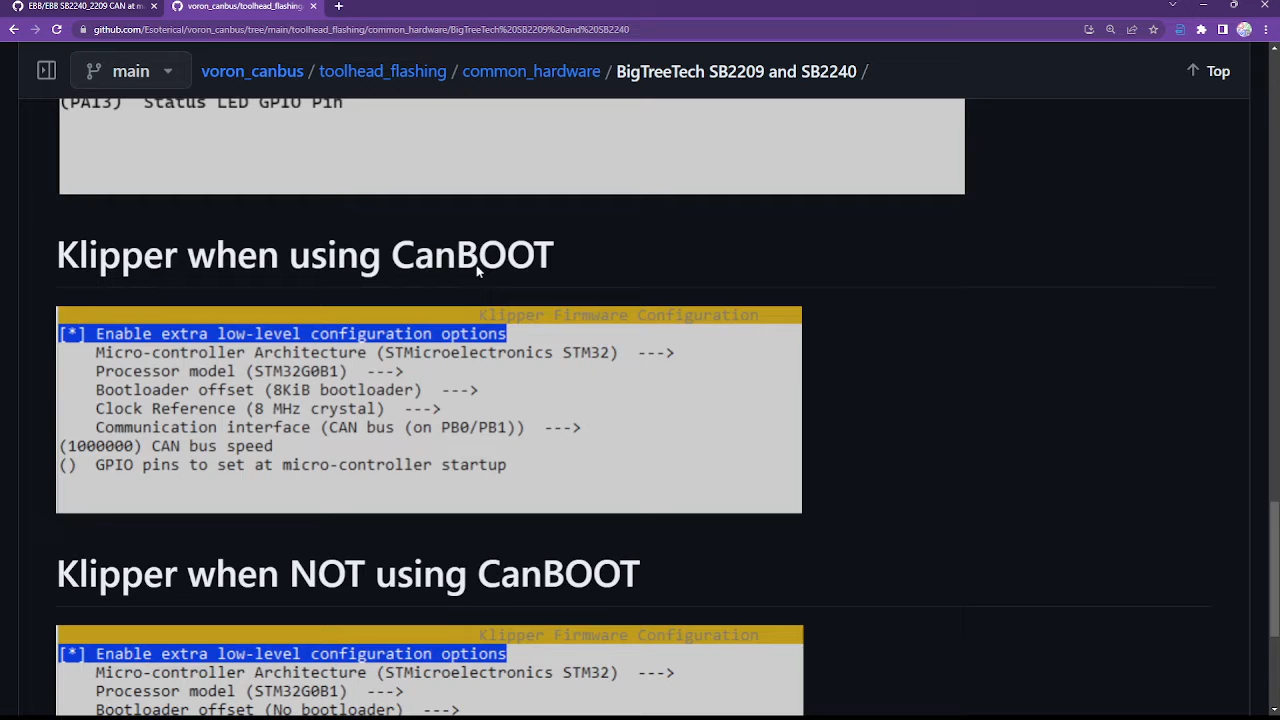 EBB/EBB SB2240_2209 CAN at m
voron_canbus/toolhead_flashing
github.com/Esoterical/voron_canbus/tree/main/toolhead_flashing/common_hardware/BigTreeTech%20SB2209%20and%20SB2240
main
voron_canbus / toolhead_flashing / common_hardware / BigTreeTech SB2209 and SB2240 /
Top
(PA13) Status LED GPIO Pin
Klipper when using CanBOOT
Klipper Firmware Configuration
[*] Enable extra low-level configuration options
Micro-controller Architecture (STMicroelectronics STM32) --->
Processor model (STM32G0B1) --->
Bootloader offset (8KiB bootloader) --->
Clock Reference (8 MHz crystal) --->
Communication interface (CAN bus (on PB0/PB1)) --->
(1000000) CAN bus speed
() GPIO pins to set at micro-controller startup
Klipper when NOT using CanBOOT
Klipper Firmware Configuration
[*] Enable extra low-level configuration options
Micro-controller Architecture (STMicroelectronics STM32) --->
Processor model (STM32G0B1) --->
Bootloader offset (No bootloader) --->